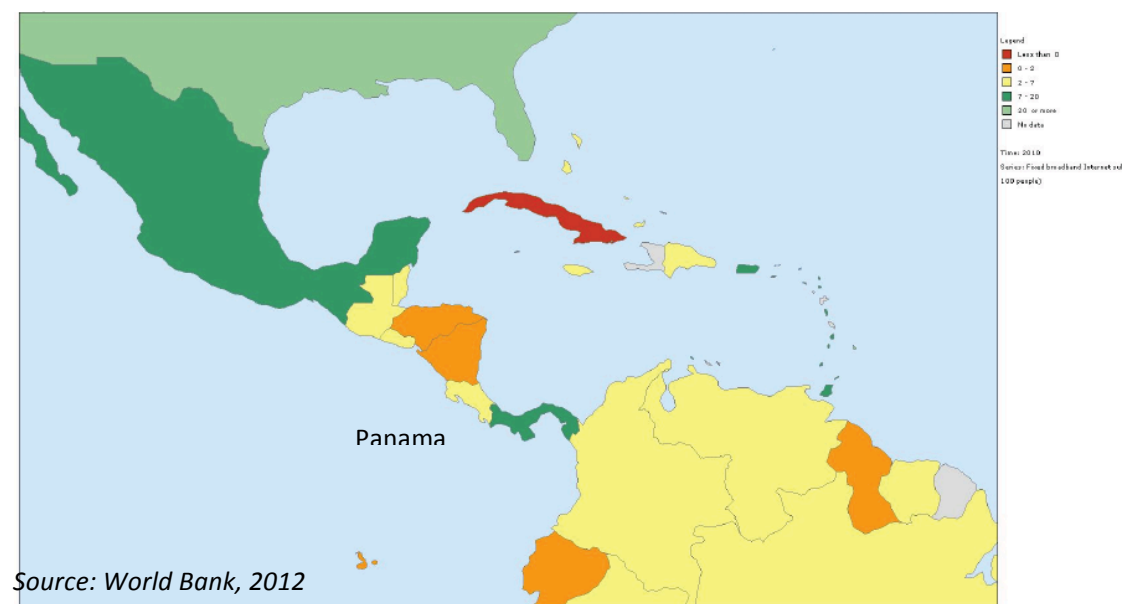 Legend
Less than 0
0 - 2
2 - 7
7 - 20
20 or more
No data
Time: 2010
Series: Fixed broadband Internet sul
100 people)
Panama
Source: World Bank, 2012